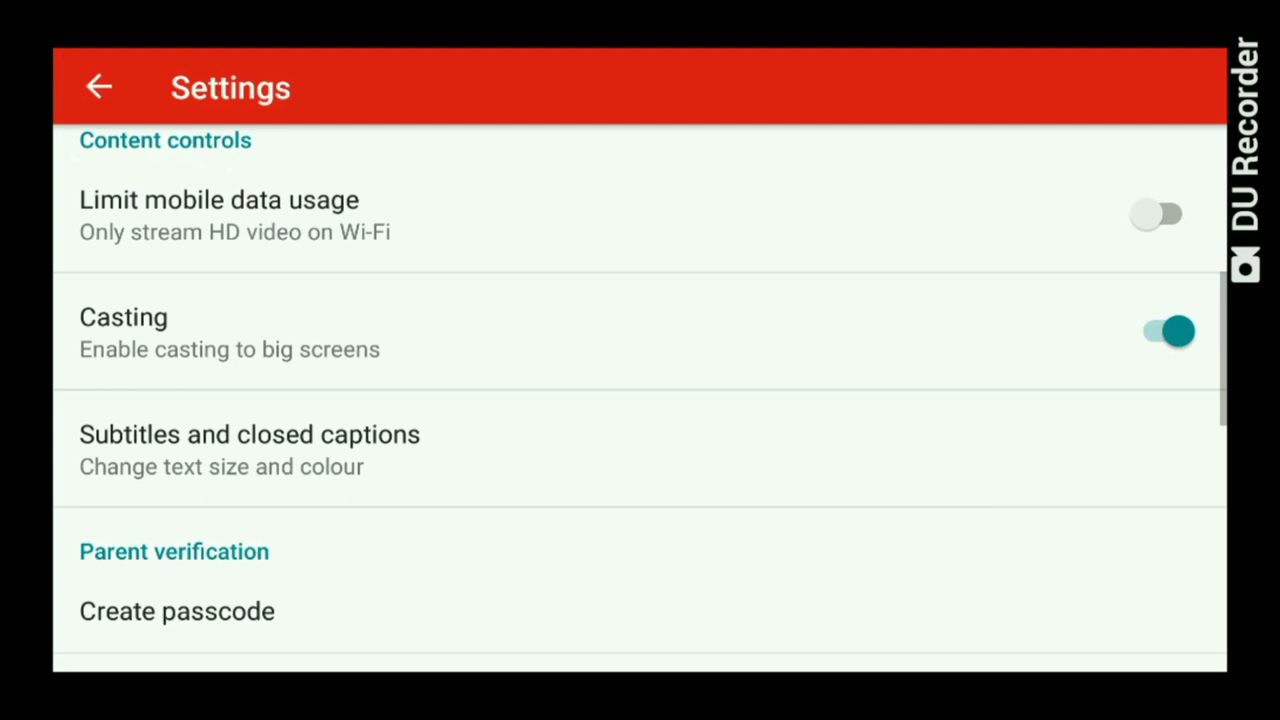 Settings
Content controls
Limit mobile data usage
Only stream HD video on Wi-Fi
Casting
Enable casting to big screens
Subtitles and closed captions
Change text size and colour
Parent verification
Create passcode
DU Recorder